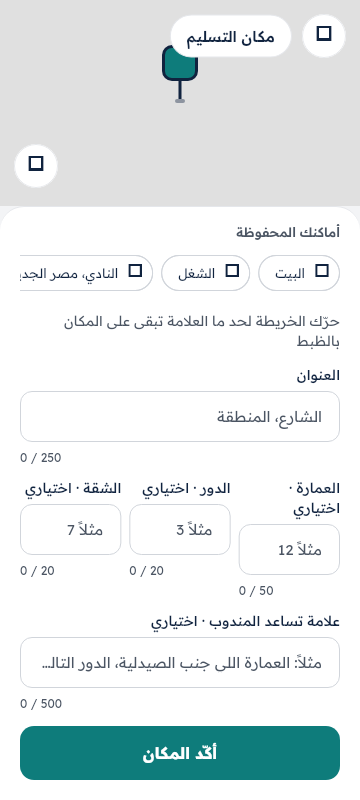 مكان التسليم
أماكنك المحفوظة
البيت
الشغل
النادي، مصر الجدي
حرّك الخريطة لحد ما العلامة تبقى على المكان
بالظبط
العنوان
الشارع، المنطقة
0 / 250
العمارة · اختياري
مثلاً 12
0 / 50
الدور · اختياري
مثلاً 3
0 / 20
الشقة · اختياري
مثلاً 7
0 / 20
علامة تساعد المندوب · اختياري
مثلاً: العمارة اللى جنب الصيدلية، الدور التالـ...
0 / 500
أكّد المكان